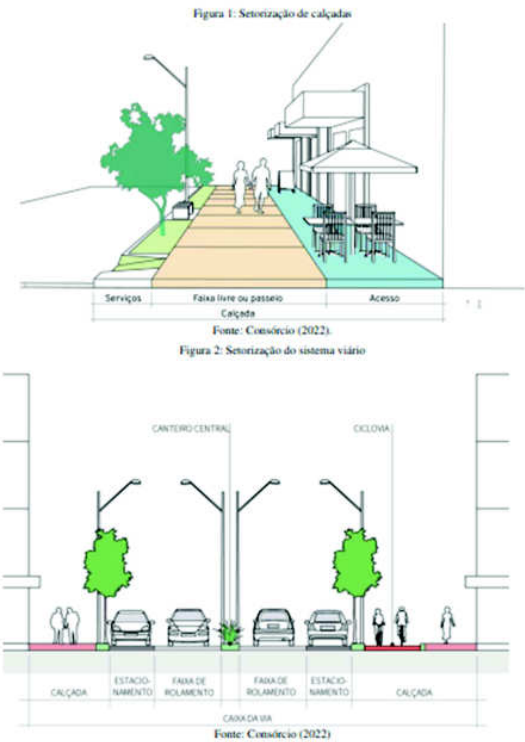 Figura 1: Setorização de calçadas
Serviços Faixa livre ou passeio Acesso
Calçada
Fonte: Consórcio (2022).
Figura 2: Setorização do sistema viário
CANTEIRO CENTRAL CICLOVIA
CALÇADA ESTACIO-NAMENTO FAIXA DE ROLAMENTO FAIXA DE ROLAMENTO ESTACIO-NAMENTO CALÇADA
CAIXA DA VIA
Fonte: Consórcio (2022)